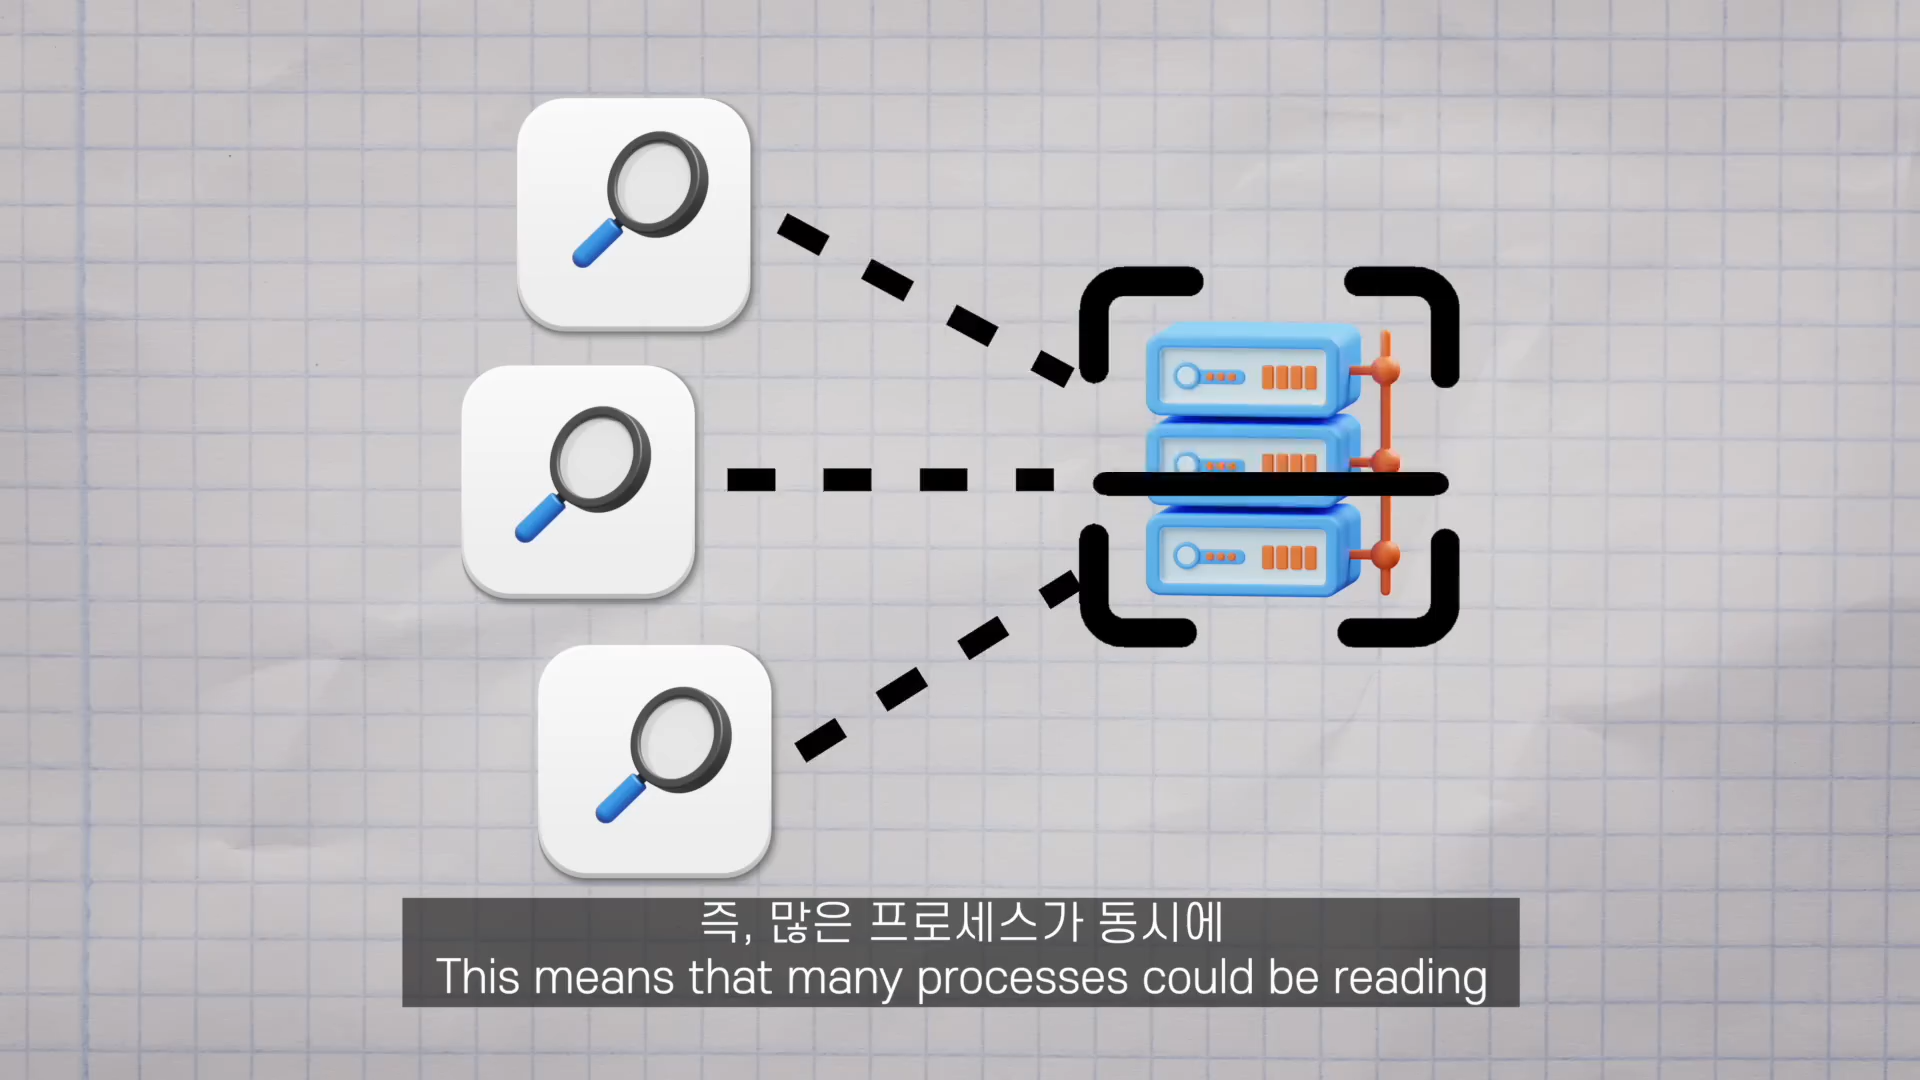 즉, 많은 프로세스가 동시에
This means that many processes could be reading